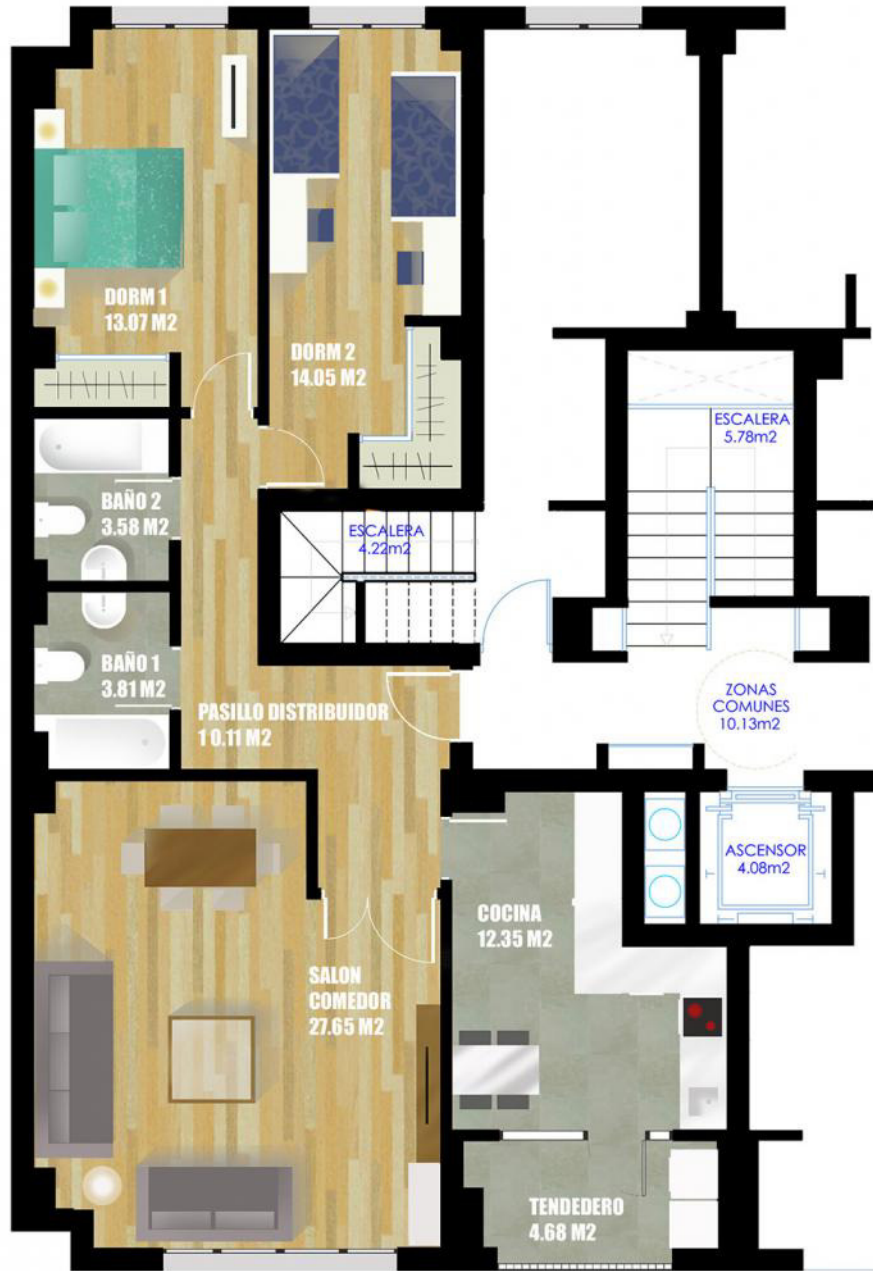 DORM 1
13.07 M2
DORM 2
14.05 M2
ESCALERA
5.78m2
BAÑO 2
3.58 M2
ESCALERA
4.22m2
BAÑO 1
3.81 M2
PASILLO DISTRIBUIDOR
1 0.11 M2
ZONAS
COMUNES
10.13m2
ASCENSOR
4.08m2
COCINA
12.35 M2
SALON
COMEDOR
27.65 M2
TENDEDERO
4.68 M2